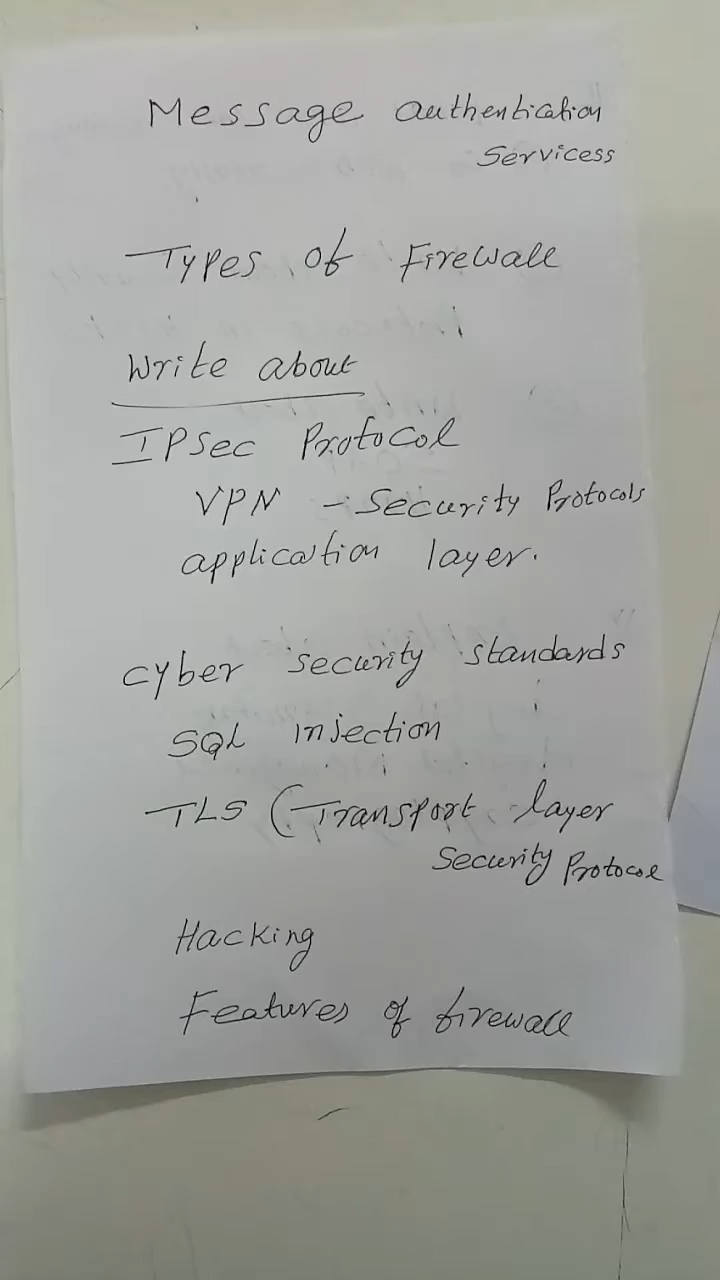 Message authentication
Servicess
Types of Firewall
Write about
IPSec Protocol
VPN - Security Protocols
application layer.
cyber security standards
SQL injection
TLS (Transport layer
Security Protocol
Hacking
Features of firewall